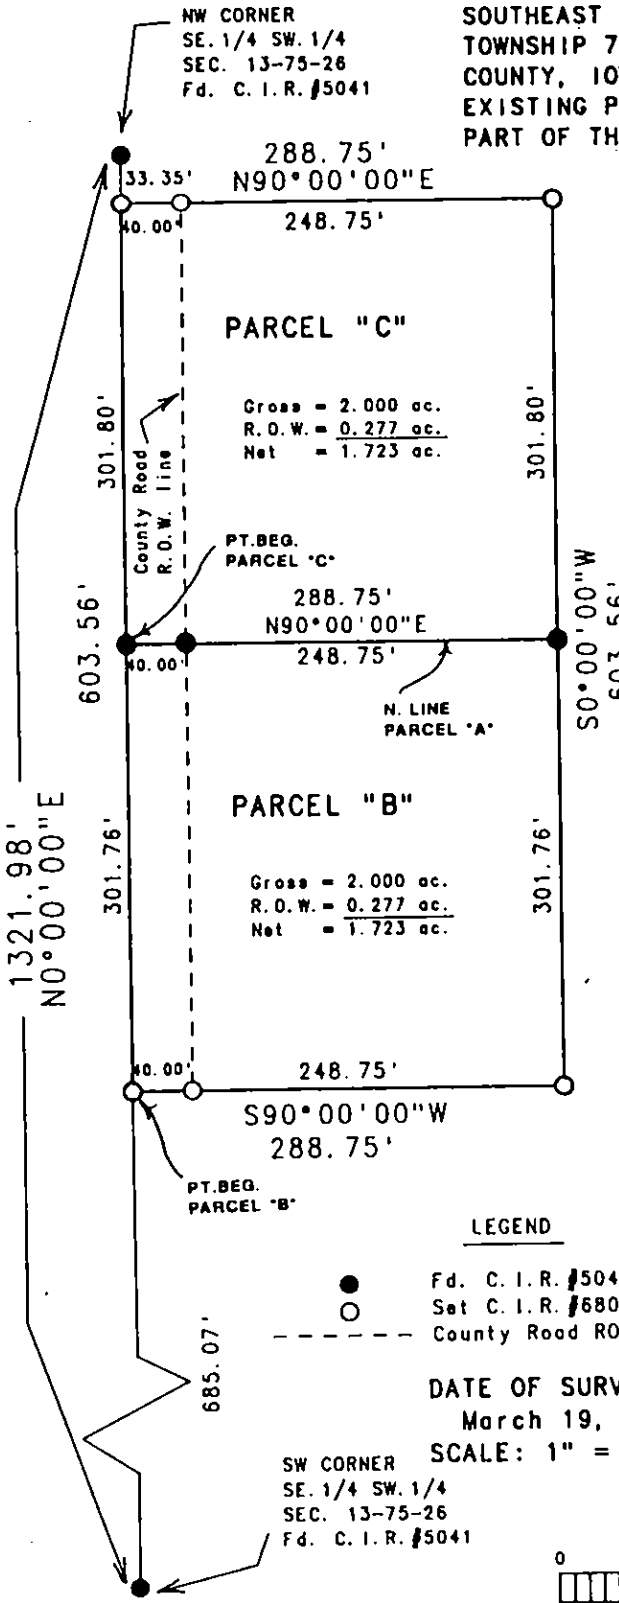 NW CORNER
SE. 1/4 SW. 1/4
SEC. 13-75-26
Fd. C. I. R. #5041
SOUTHEAST
TOWNSHIP 7
COUNTY, IO
EXISTING P
PART OF TH
288.75'
33.35'
N90°00'00"E
40.00'
248.75'
PARCEL "C"
Gross = 2.000 ac.
R.O.W. = 0.277 ac.
Net = 1.723 ac.
301.80'
County Road
R.O.W. line
301.80'
PT.BEG.
PARCEL "C"
288.75'
N90°00'00"E
40.00'
248.75'
603.56'
S0°00'00"W
603.56'
N. LINE
PARCEL "A"
PARCEL "B"
1321.98'
N0°00'00"E
301.76'
Gross = 2.000 ac.
R.O.W. = 0.277 ac.
Net = 1.723 ac.
301.76'
40.00'
248.75'
S90°00'00"W
288.75'
PT.BEG.
PARCEL "B"
LEGEND
Fd. C. I. R. #504
Set C. I. R. #680
County Road RO
685.07'
DATE OF SURV
March 19,
SCALE: 1" =
SW CORNER
SE. 1/4 SW. 1/4
SEC. 13-75-26
Fd. C. I. R. #5041
0